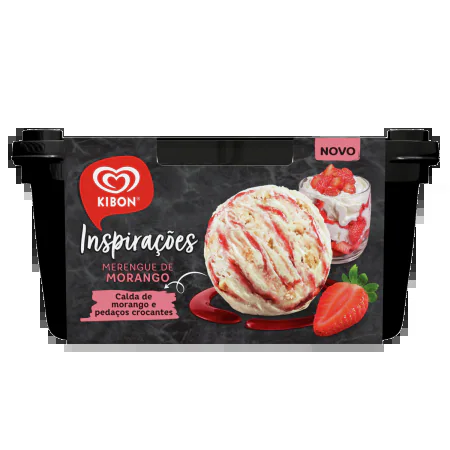 NOVO
KIBON®
Inspirações
MERENGUE DE
MORANGO
Calda de
morango e
pedaços crocantes